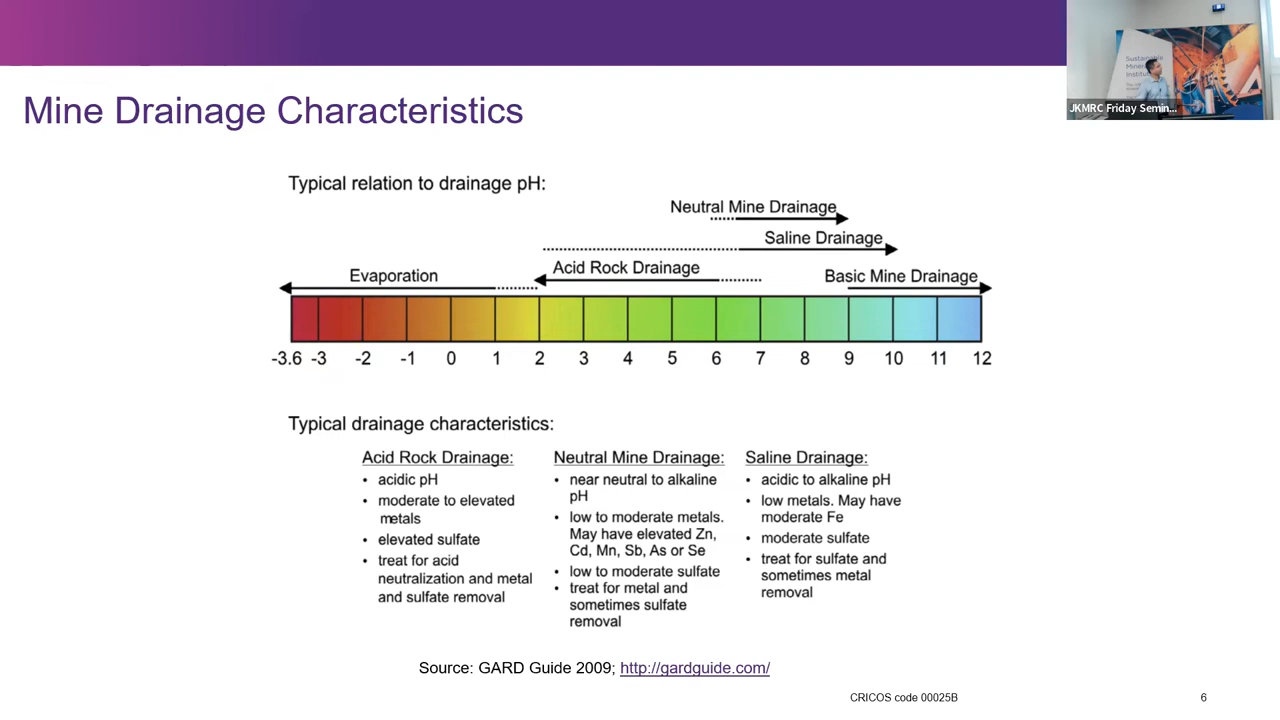 Sustainable
Minerals
Institute
JKMRC Friday Semin...
Mine Drainage Characteristics
Typical relation to drainage pH:
Neutral Mine Drainage
Saline Drainage
Evaporation
Acid Rock Drainage
Basic Mine Drainage
-3.6 -3 -2 -1 0 1 2 3 4 5 6 7 8 9 10 11 12
Typical drainage characteristics:
Acid Rock Drainage:
• acidic pH
• moderate to elevated
metals
• elevated sulfate
• treat for acid
neutralization and metal
and sulfate removal
Neutral Mine Drainage:
• near neutral to alkaline
pH
• low to moderate metals.
May have elevated Zn,
Cd, Mn, Sb, As or Se
• low to moderate sulfate
• treat for metal and
sometimes sulfate
removal
Saline Drainage:
• acidic to alkaline pH
• low metals. May have
moderate Fe
• moderate sulfate
• treat for sulfate and
sometimes metal
removal
Source: GARD Guide 2009; http://gardguide.com/
CRICOS code 00025B
6